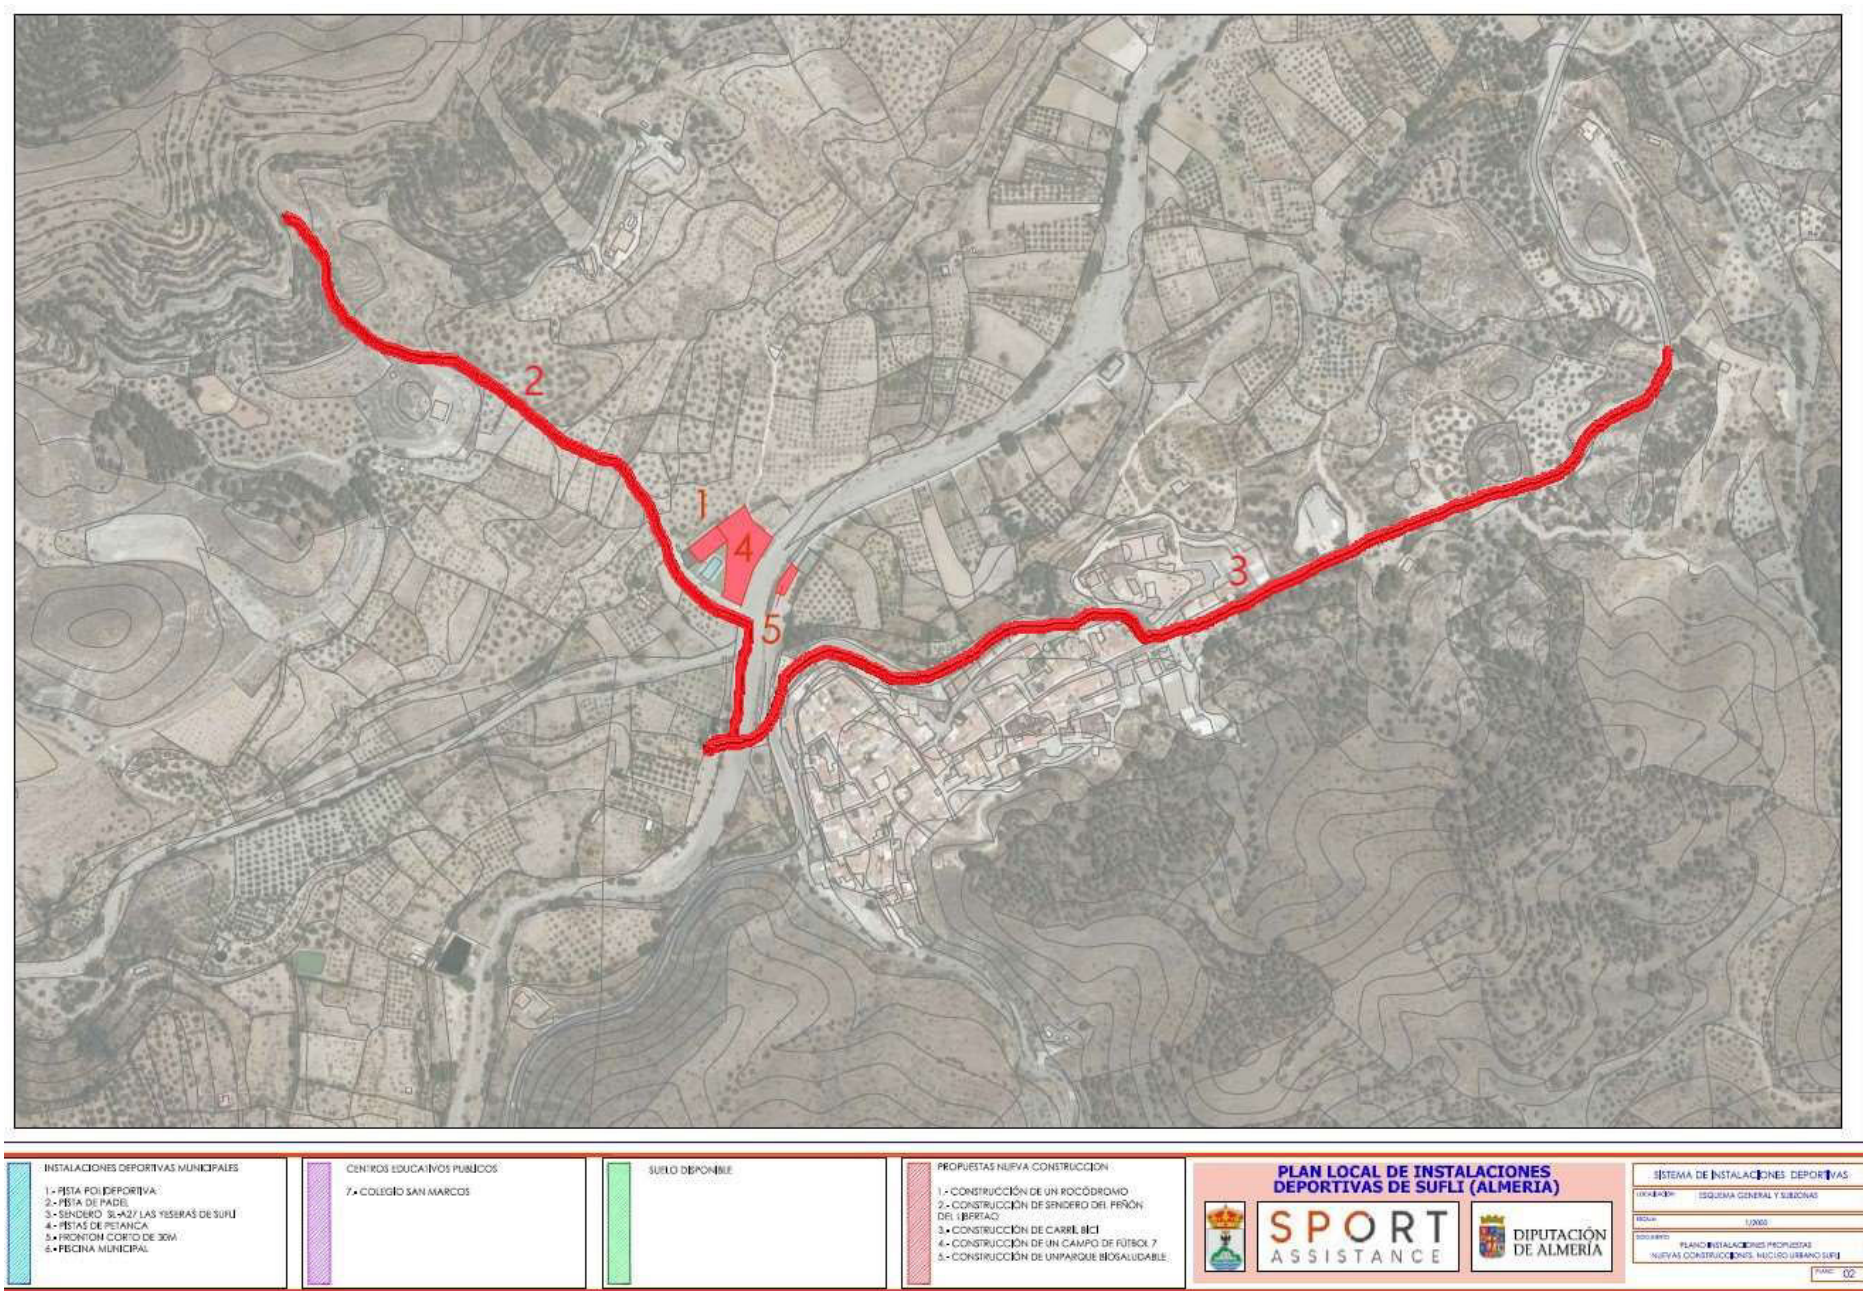 2
1
4
3
5
INSTALACIONES DEPORTIVAS MUNICIPALES
1.- PISTA POLIDEPORTIVA
2.- PISTA DE PADEL
3.- SENDERO SL-A27 LAS YESERAS DE SUFLI
4.- PISTAS DE PETANCA
5.- FRONTON CORTO DE 30M
6.- PISCINA MUNICIPAL
CENTROS EDUCATIVOS PUBLICOS
7.- COLEGIO SAN MARCOS
SUELO DISPONIBLE
PROPUESTAS NUEVA CONSTRUCCION
1.- CONSTRUCCIÓN DE UN ROCÓDROMO
2.- CONSTRUCCIÓN DE SENDERO DEL PEÑÓN
DEL LIBERTAO
3.- CONSTRUCCIÓN DE CARRIL BICI
4.- CONSTRUCCIÓN DE UN CAMPO DE FÚTBOL 7
5.- CONSTRUCCIÓN DE UNPARQUE BIOSALUDABLE
PLAN LOCAL DE INSTALACIONES
DEPORTIVAS DE SUFLI (ALMERIA)
SPORT
ASSISTANCE
DIPUTACIÓN
DE ALMERÍA
SISTEMA DE INSTALACIONES DEPORTIVAS
ESQUEMA GENERAL Y SUBZONAS
PLANO INSTALACIONES PROPUESTAS
NUEVAS CONSTRUCCIONES. NUCLEO URBANO SUFLI
PLANO: 02